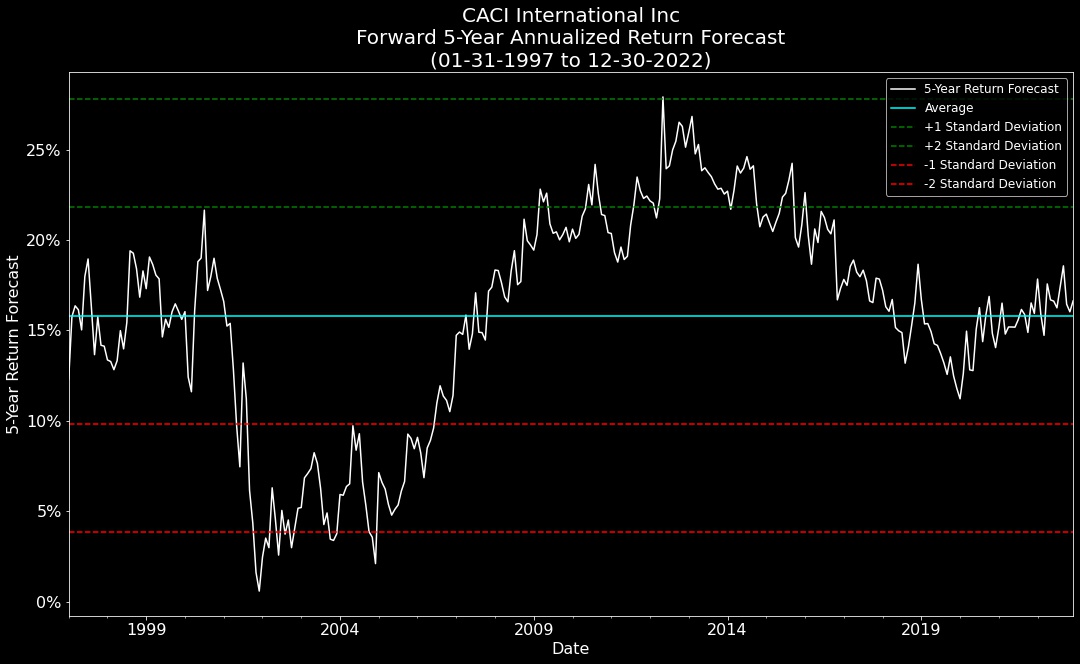 CACI International Inc
Forward 5-Year Annualized Return Forecast
(01-31-1997 to 12-30-2022)
5-Year Return Forecast
Average
+1 Standard Deviation
+2 Standard Deviation
-1 Standard Deviation
-2 Standard Deviation
5-Year Return Forecast
25%
20%
15%
10%
5%
0%
1999 2004 2009 2014 2019
Date